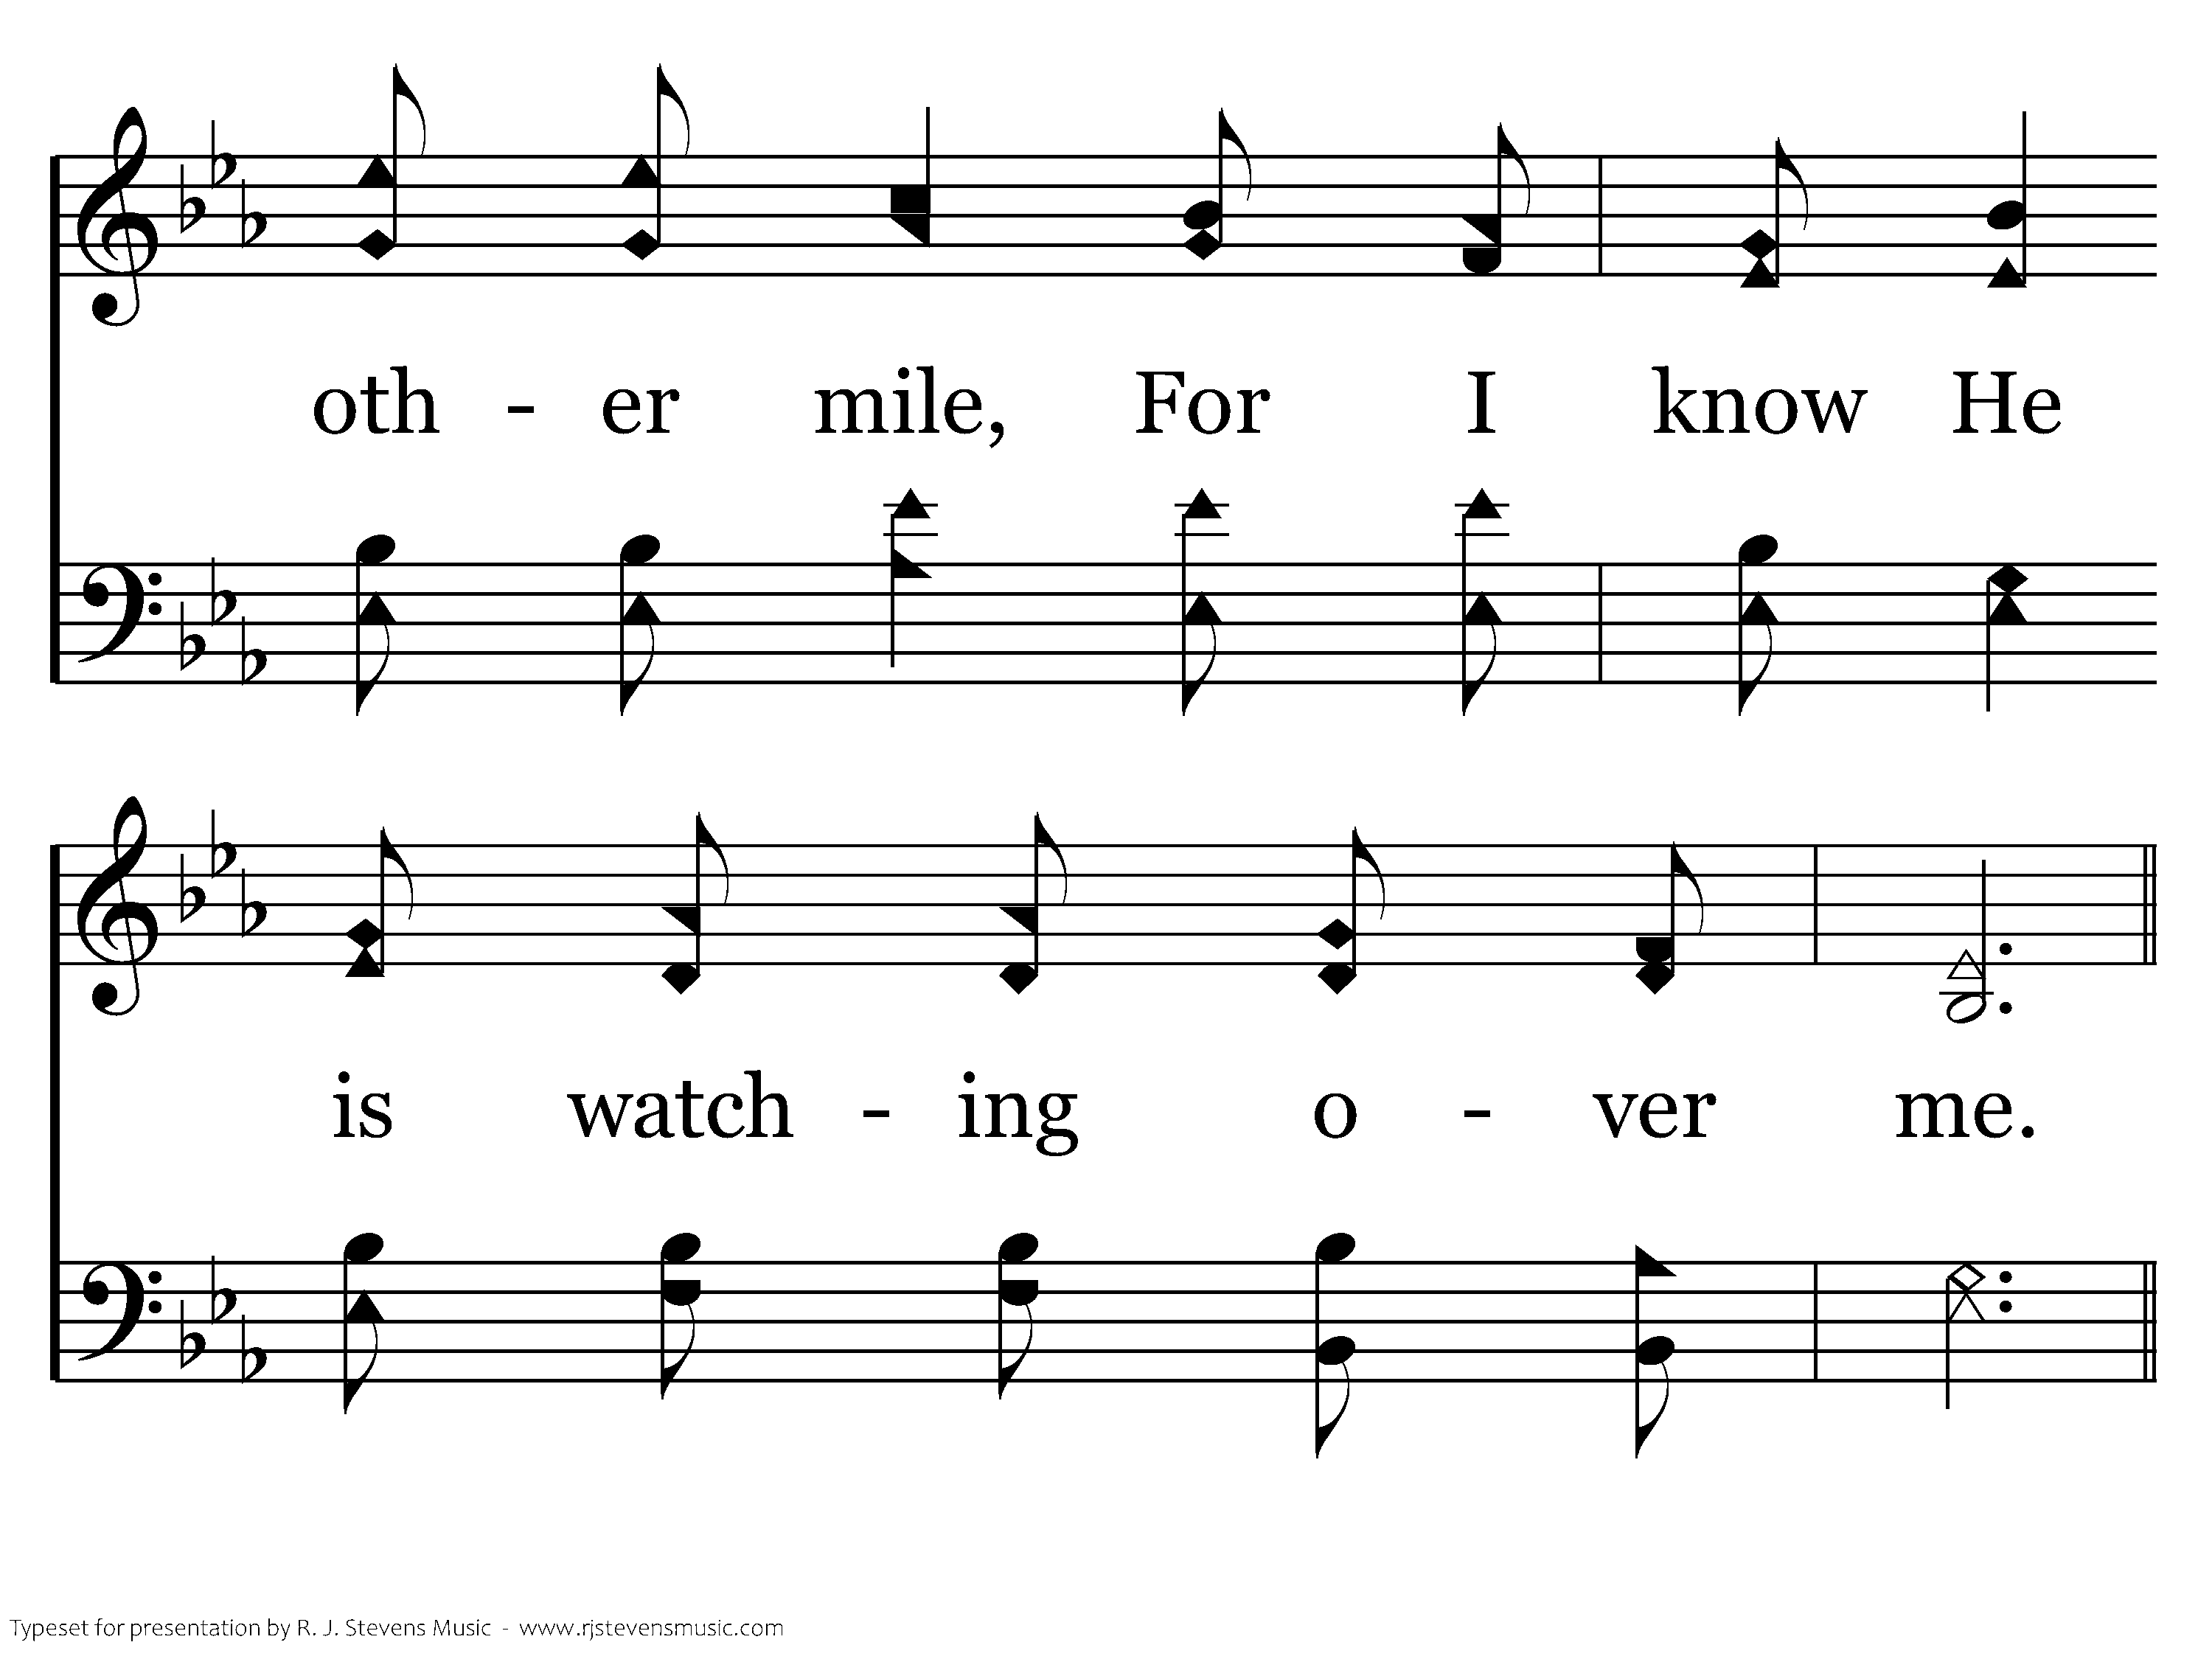 oth - er mile, For I know He
is watch - ing o - ver me.
Typeset for presentation by R. J. Stevens Music - www.rjstevensmusic.com